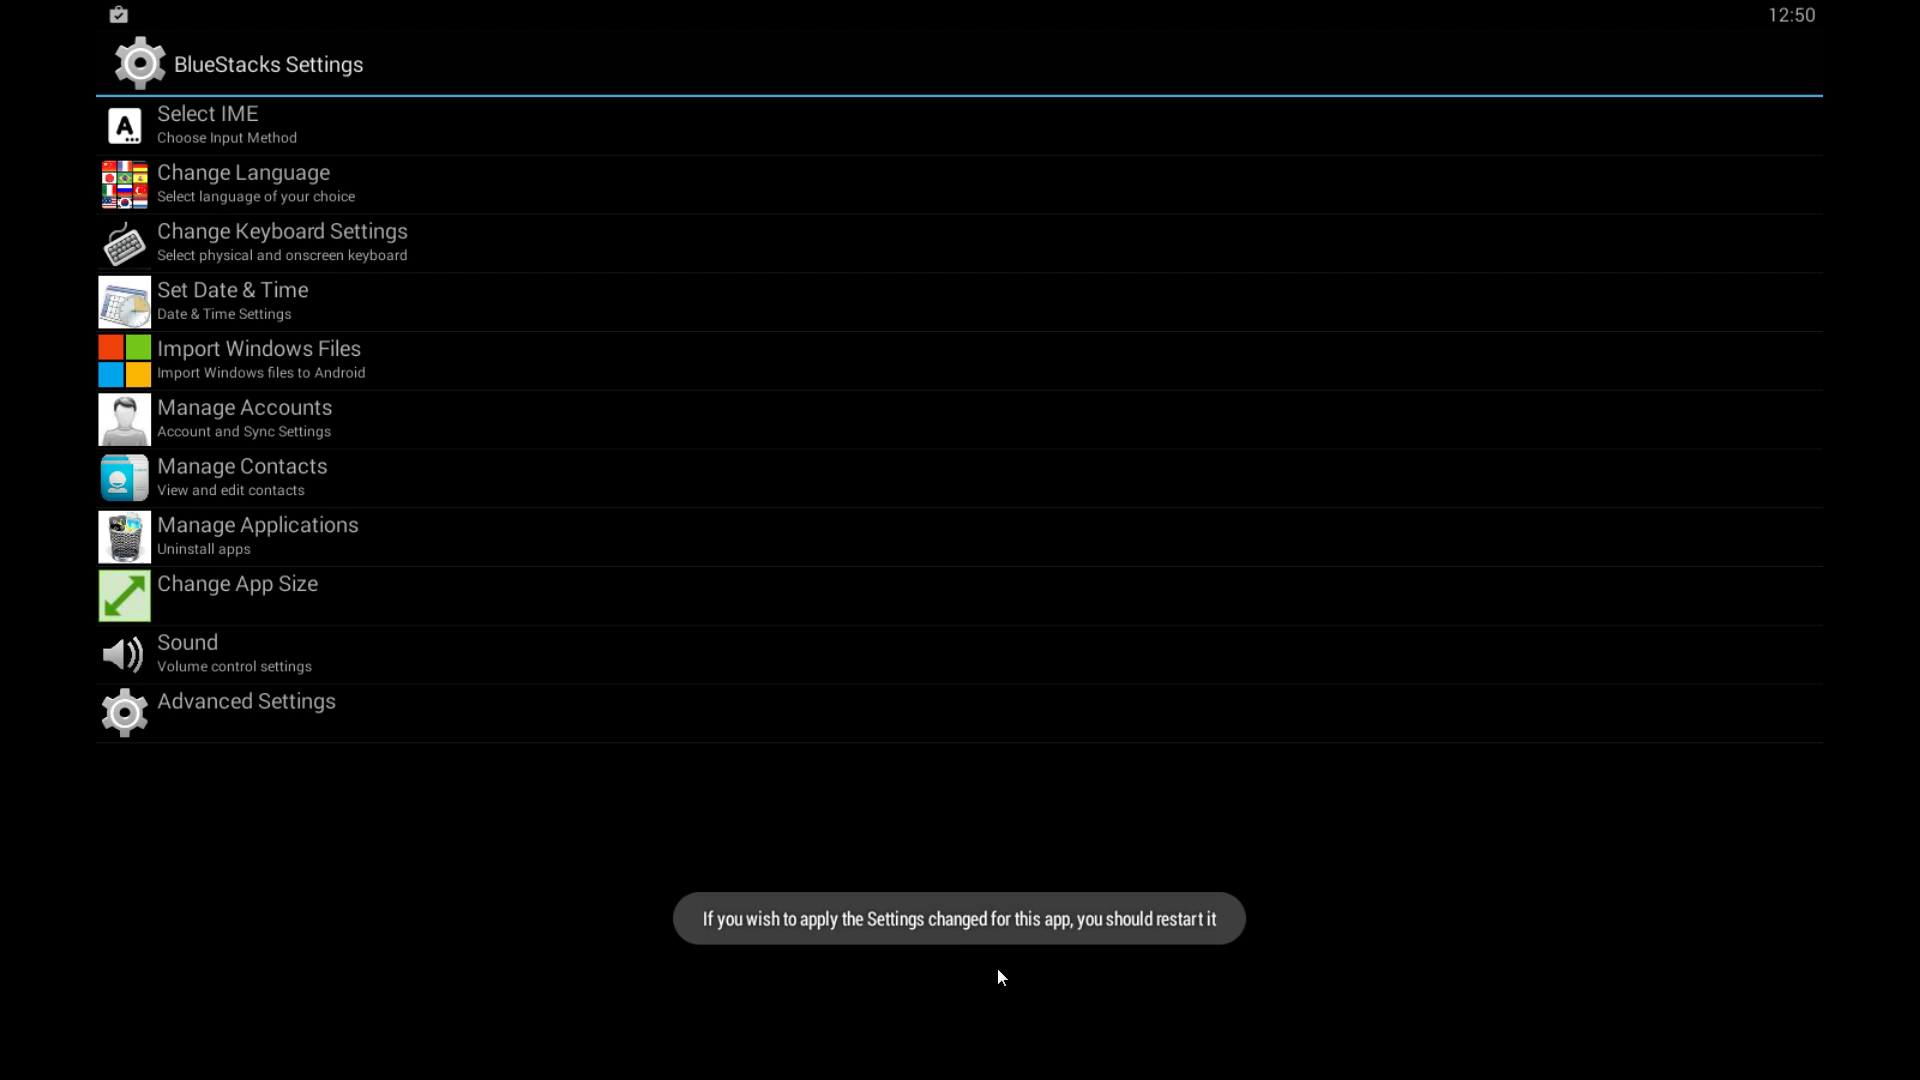 12:50
BlueStacks Settings
Select IME
Choose Input Method
Change Language
Select language of your choice
Change Keyboard Settings
Select physical and onscreen keyboard
Set Date & Time
Date & Time Settings
Import Windows Files
Import Windows files to Android
Manage Accounts
Account and Sync Settings
Manage Contacts
View and edit contacts
Manage Applications
Uninstall apps
Change App Size
Sound
Volume control settings
Advanced Settings
If you wish to apply the Settings changed for this app, you should restart it